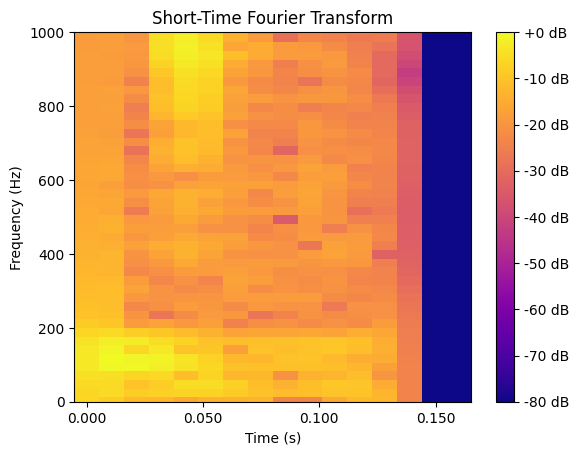 Short-Time Fourier Transform
Frequency (Hz)
1000
800
600
400
200
0
0.000
0.050
0.100
0.150
Time (s)
+0 dB
-10 dB
-20 dB
-30 dB
-40 dB
-50 dB
-60 dB
-70 dB
-80 dB